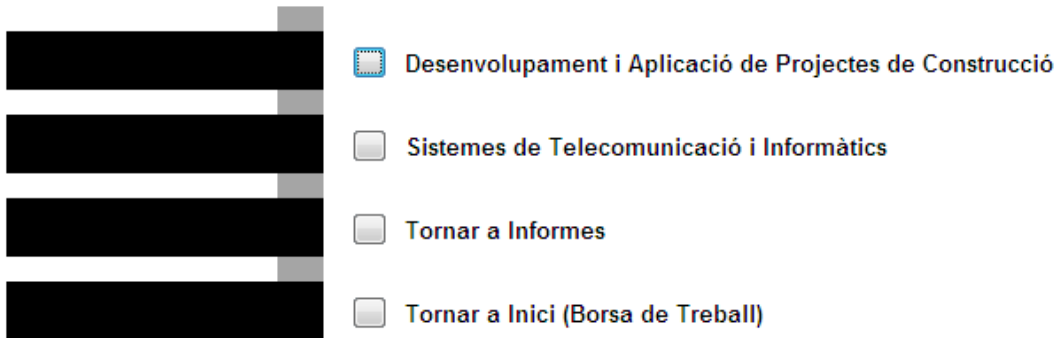 Desenvolupament i Aplicació de Projectes de Construcció
Sistemes de Telecomunicació i Informàtics
Tornar a Informes
Tornar a Inici (Borsa de Treball)